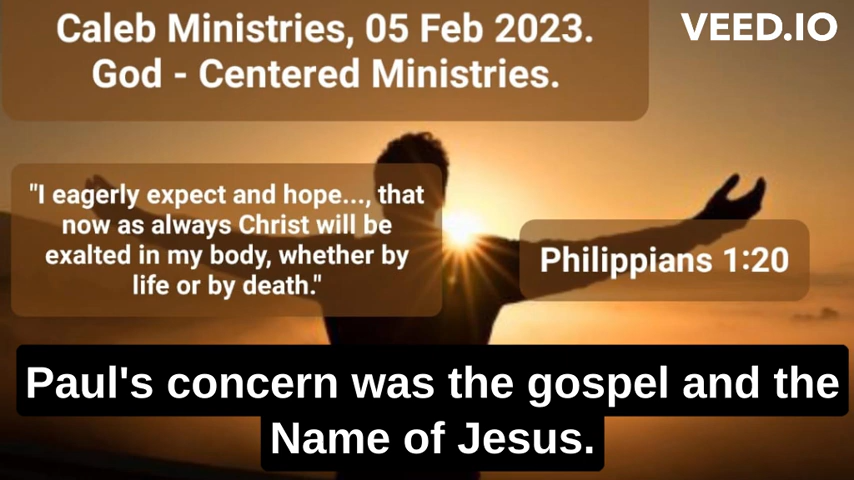 Caleb Ministries, 05 Feb 2023.
God - Centered Ministries.
VEED.IO
"I eagerly expect and hope..., that
now as always Christ will be
exalted in my body, whether by
life or by death."
Philippians 1:20
Paul's concern was the gospel and the
Name of Jesus.